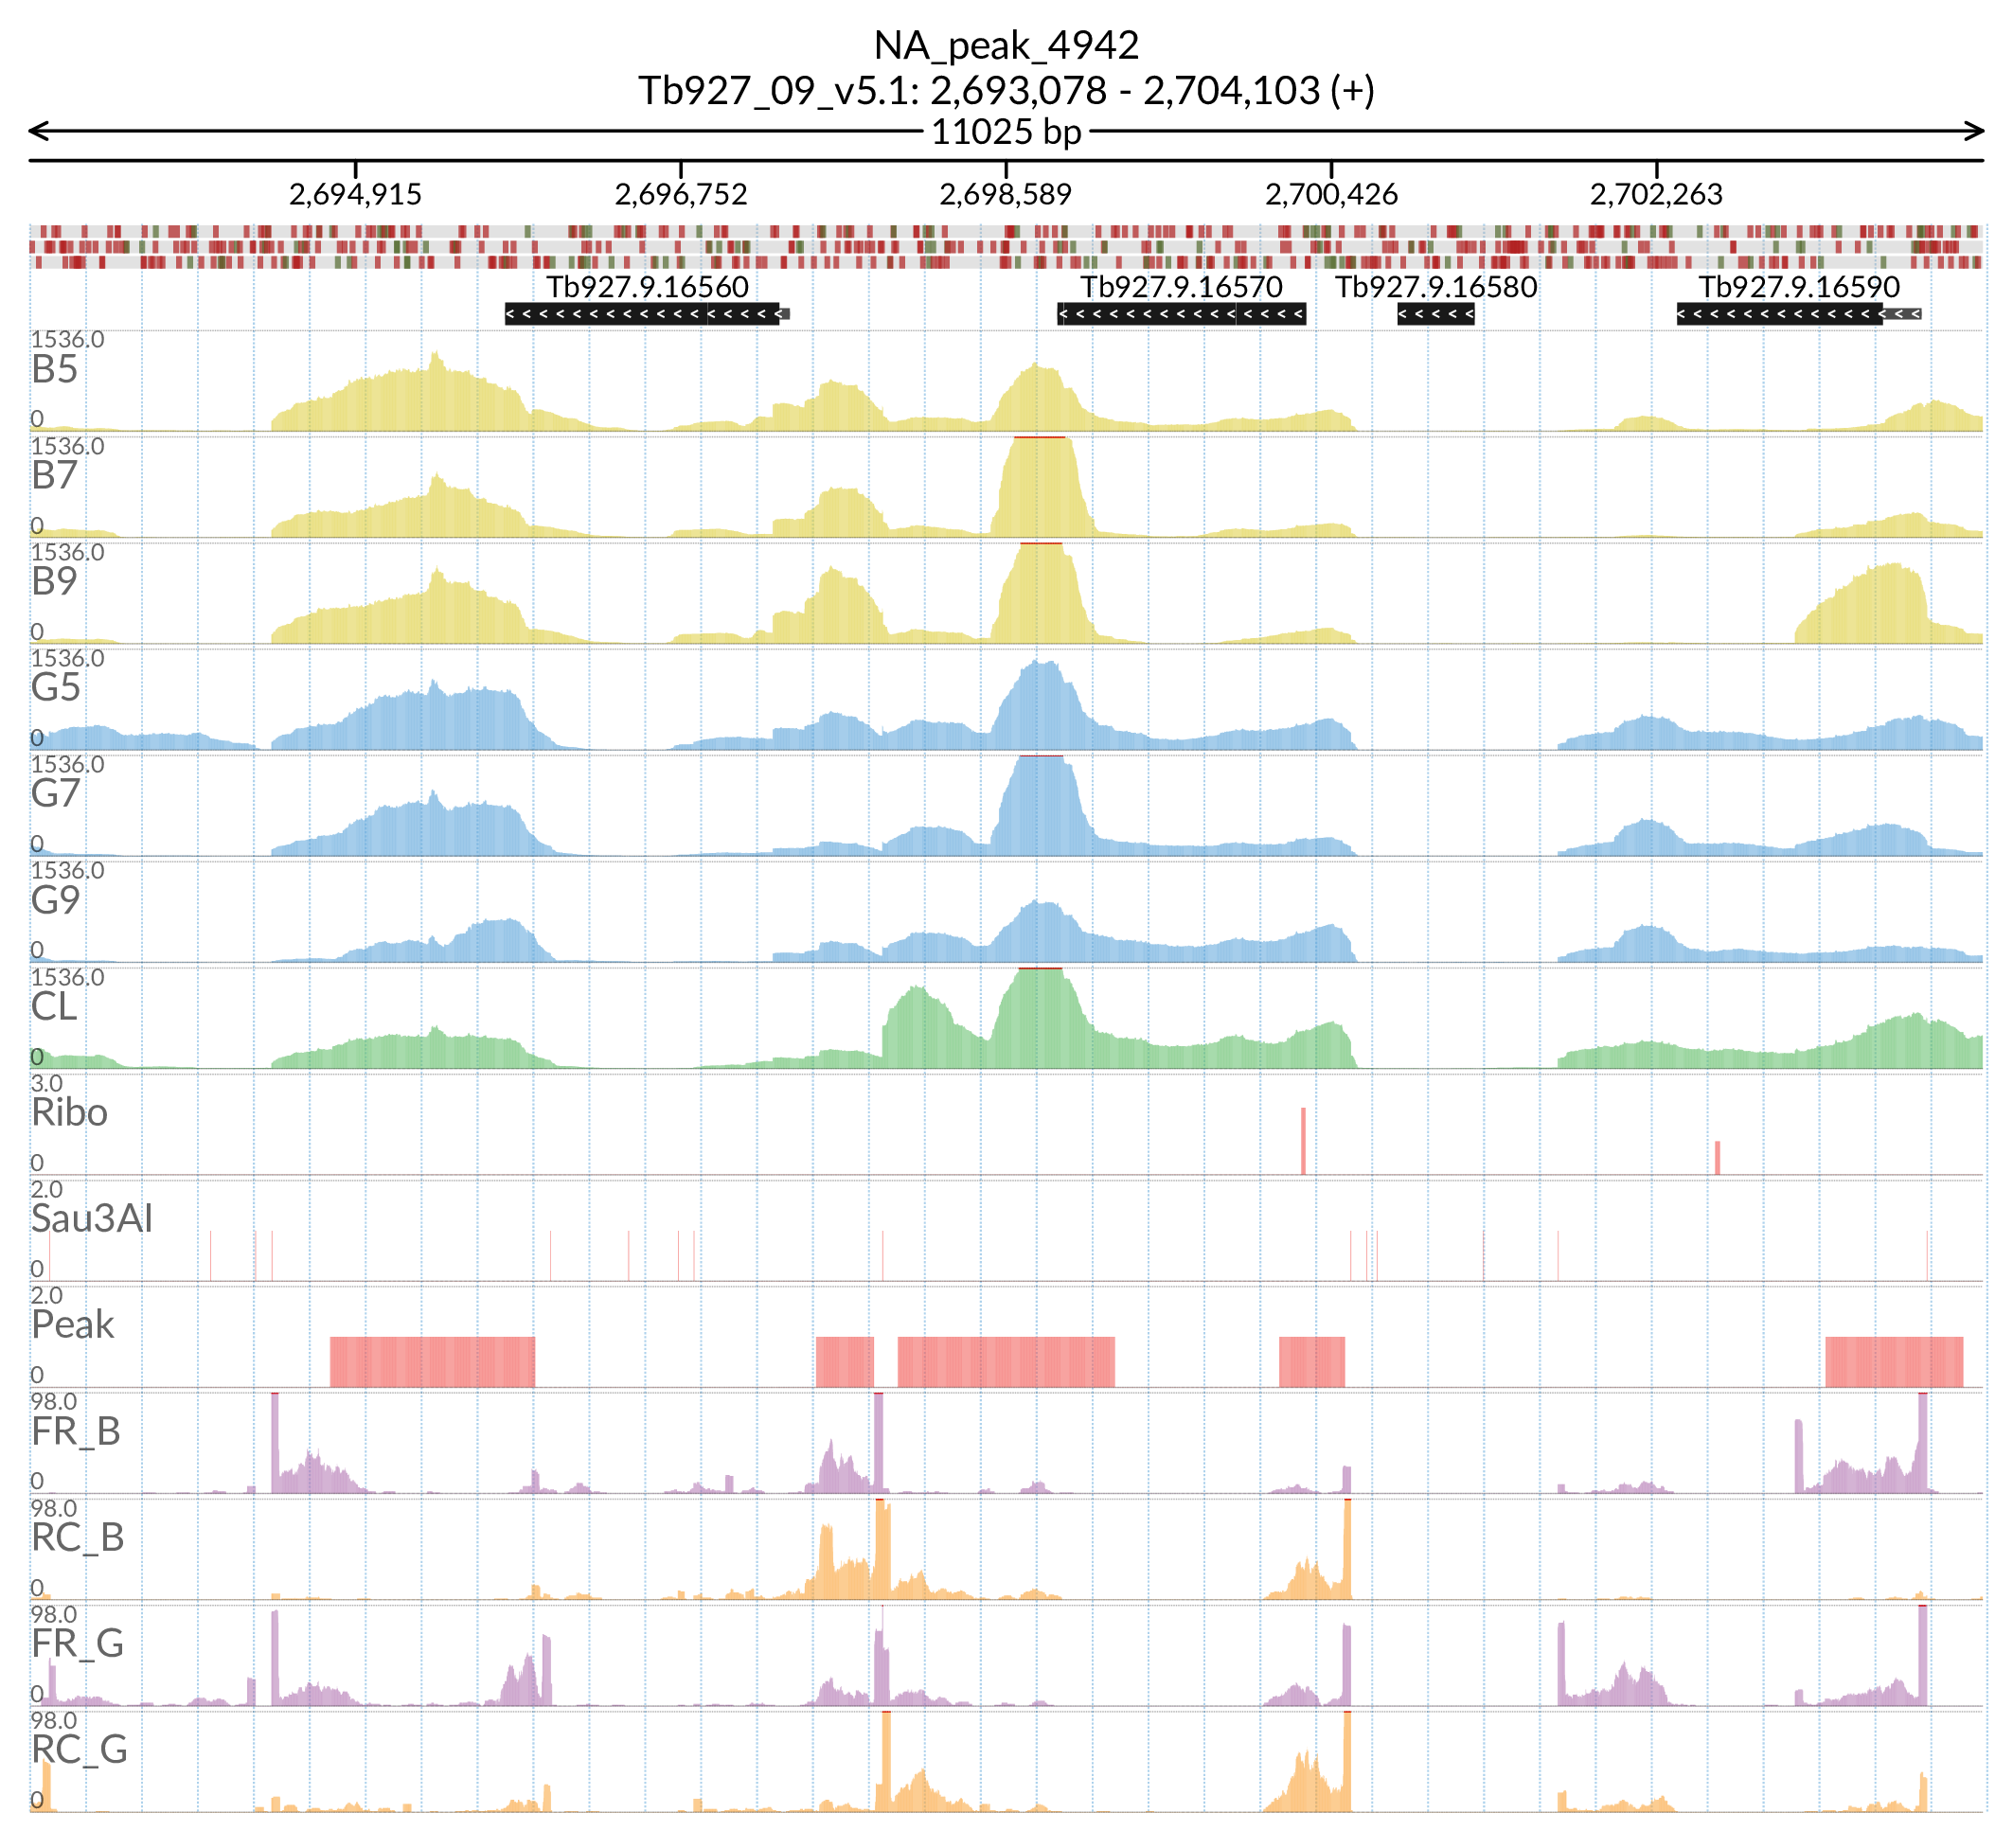 NA_peak_4942
Tb927_09_v5.1: 2,693,078 - 2,704,103 (+)
11025 bp
2,694,915 2,696,752 2,698,589 2,700,426 2,702,263
Tb927.9.16560 Tb927.9.16570 Tb927.9.16580 Tb927.9.16590
1536.0
B5
0
1536.0
B7
0
1536.0
B9
0
1536.0
G5
0
1536.0
G7
0
1536.0
G9
0
1536.0
CL
0
3.0
Ribo
0
2.0
Sau3AI
0
2.0
Peak
0
98.0
FR_B
0
98.0
RC_B
0
98.0
FR_G
0
98.0
RC_G
0